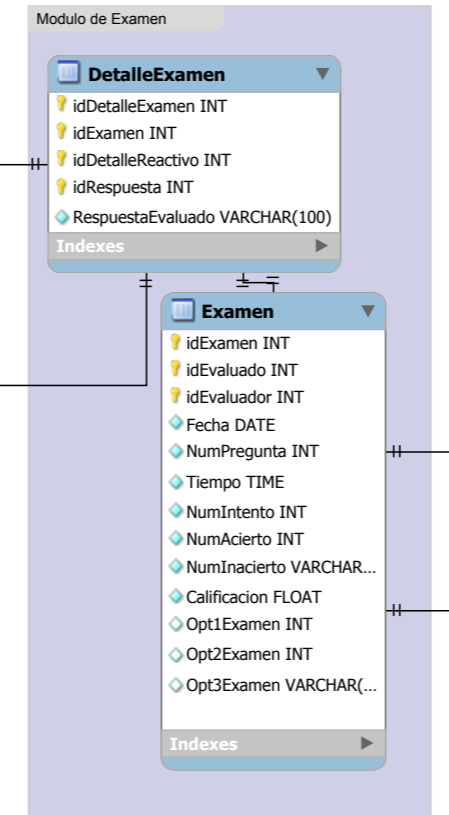 Modulo de Examen
DetalleExamen
idDetalleExamen INT
idExamen INT
idDetalleReactivo INT
idRespuesta INT
RespuestaEvaluado VARCHAR(100)
Indexes
Examen
idExamen INT
idEvaluado INT
idEvaluador INT
Fecha DATE
NumPregunta INT
Tiempo TIME
NumIntento INT
NumAcierto INT
NumInacierto VARCHAR...
Calificacion FLOAT
Opt1Examen INT
Opt2Examen INT
Opt3Examen VARCHAR(...
Indexes